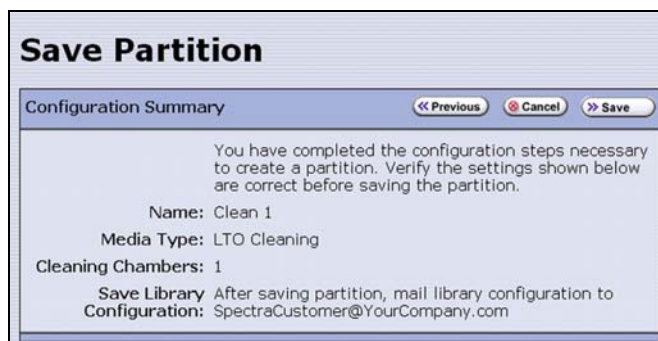 Save Partition
Configuration Summary
Previous
Cancel
Save
You have completed the configuration steps necessary
to create a partition. Verify the settings shown below
are correct before saving the partition.
Name: Clean 1
Media Type: LTO Cleaning
Cleaning Chambers: 1
Save Library After saving partition, mail library configuration to
Configuration: SpectraCustomer@YourCompany.com